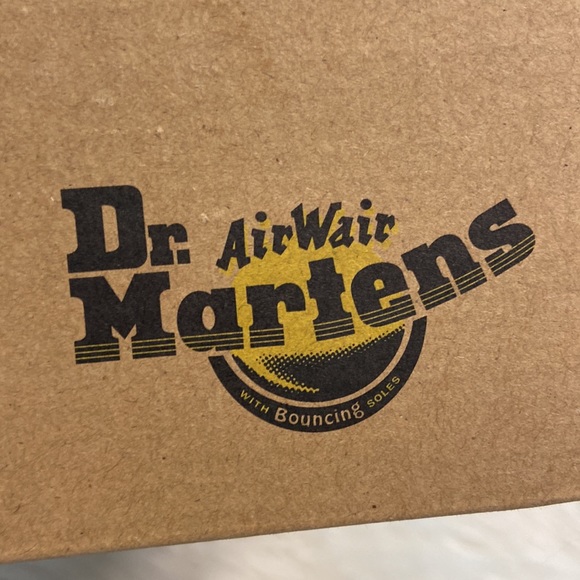 Dr. AirWair
Martens
WITH Bouncing SOLES